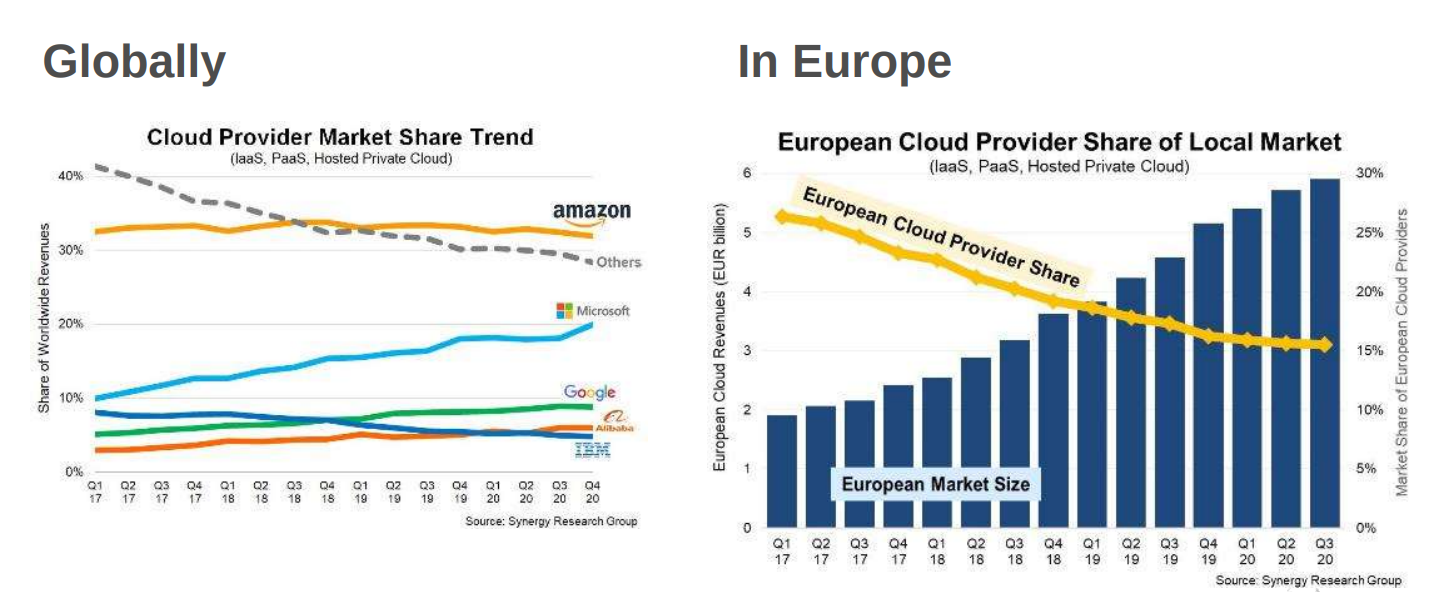 Globally
Cloud Provider Market Share Trend
(IaaS, PaaS, Hosted Private Cloud)
Share of Worldwide Revenues
40%
30%
20%
10%
0%
amazon
Others
Microsoft
Google
Alibaba
IBM
Q1 Q2 Q3 Q4 Q1 Q2 Q3 Q4 Q1 Q2 Q3 Q4 Q1 Q2 Q3 Q4
17 17 17 17 18 18 18 18 19 19 19 19 20 20 20 20
Source: Synergy Research Group
In Europe
European Cloud Provider Share of Local Market
(IaaS, PaaS, Hosted Private Cloud)
European Cloud Revenues (EUR billion)
6
5
4
3
2
1
0
European Cloud Provider Share
European Market Size
30%
25%
20%
15%
10%
5%
0%
Market Share of European Cloud Providers
Q1 Q2 Q3 Q4 Q1 Q2 Q3 Q4 Q1 Q2 Q3 Q4 Q1 Q2 Q3
17 17 17 17 18 18 18 18 19 19 19 19 20 20 20
Source: Synergy Research Group